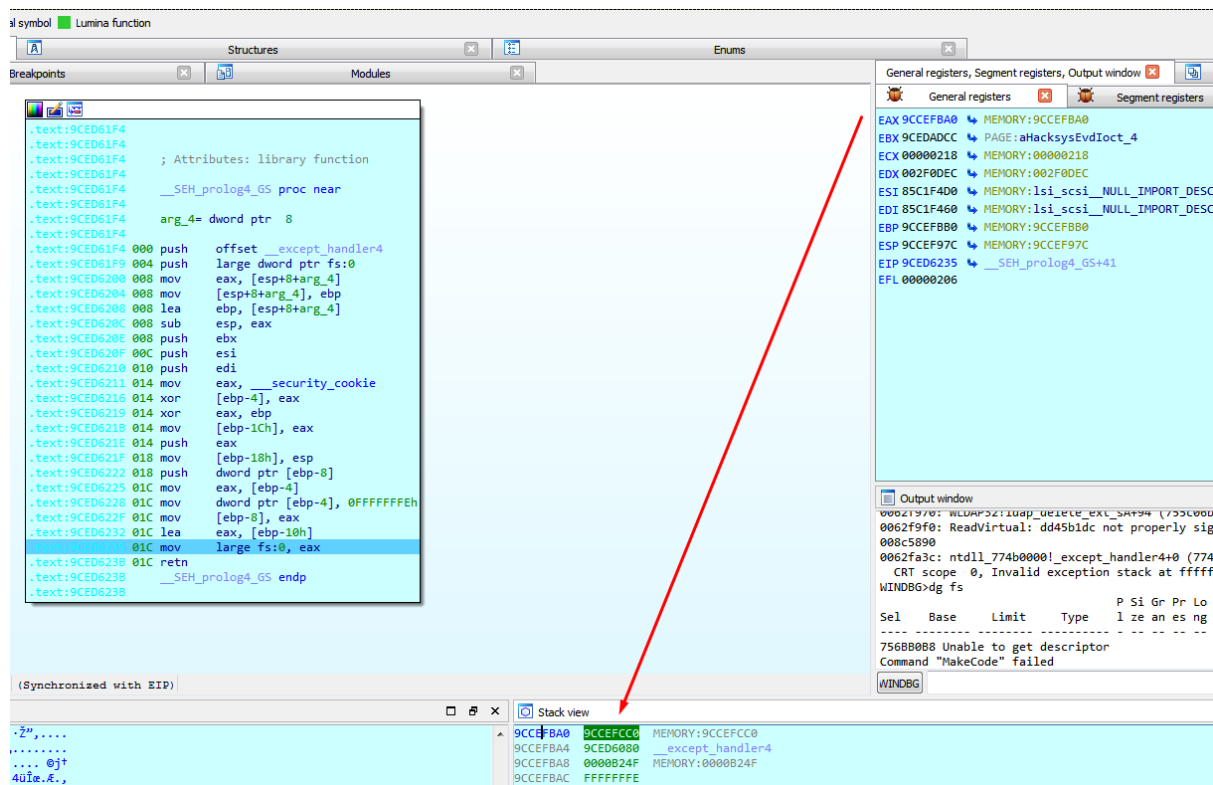 al symbol Lumina function
Structures Enums
Breakpoints Modules
General registers, Segment registers, Output window
General registers Segment registers
.text:9CED61F4
.text:9CED61F4
.text:9CED61F4 ; Attributes: library function
.text:9CED61F4
.text:9CED61F4 __SEH_prolog4_GS proc near
.text:9CED61F4
.text:9CED61F4 arg_4= dword ptr 8
.text:9CED61F4
.text:9CED61F4 000 push offset __except_handler4
.text:9CED61F9 004 push large dword ptr fs:0
.text:9CED6200 008 mov eax, [esp+8+arg_4]
.text:9CED6204 008 mov [esp+8+arg_4], ebp
.text:9CED6208 008 lea ebp, [esp+8+arg_4]
.text:9CED620C 008 sub esp, eax
.text:9CED620E 008 push ebx
.text:9CED620F 00C push esi
.text:9CED6210 010 push edi
.text:9CED6211 014 mov eax, ___security_cookie
.text:9CED6216 014 xor [ebp-4], eax
.text:9CED6219 014 xor eax, ebp
.text:9CED621B 014 mov [ebp-1Ch], eax
.text:9CED621E 014 push eax
.text:9CED621F 018 mov [ebp-18h], esp
.text:9CED6222 018 push dword ptr [ebp-8]
.text:9CED6225 01C mov eax, [ebp-4]
.text:9CED6228 01C mov dword ptr [ebp-4], 0FFFFFFFEh
.text:9CED622F 01C mov [ebp-8], eax
.text:9CED6232 01C lea eax, [ebp-10h]
01C mov large fs:0, eax
.text:9CED623B 01C retn
.text:9CED623B __SEH_prolog4_GS endp
.text:9CED623B
(Synchronized with EIP)
EAX 9CCEFBA0 MEMORY:9CCEFBA0
EBX 9CEDADCC PAGE:aHacksysEvdIoct_4
ECX 00000218 MEMORY:00000218
EDX 002F0DEC MEMORY:002F0DEC
ESI 85C1F4D0 MEMORY:lsi_scsi__NULL_IMPORT_DESC
EDI 85C1F460 MEMORY:lsi_scsi__NULL_IMPORT_DESC
EBP 9CCEFBB0 MEMORY:9CCEFBB0
ESP 9CCEF97C MEMORY:9CCEF97C
EIP 9CED6235 __SEH_prolog4_GS+41
EFL 00000206
Output window
0062f9f0: ReadVirtual: dd45b1dc not properly sig
008c5890
0062fa3c: ntdll_774b0000!_except_handler4+0 (774
CRT scope 0, Invalid exception stack at fffff
WINDBG>dg fs
P Si Gr Pr Lo
Sel Base Limit Type l ze an es ng
---- -------- -------- ---------- - -- -- -- --
756BB0B8 Unable to get descriptor
Command "MakeCode" failed
WINDBG
Stack view
9CCEFBA0 9CCEFCC0 MEMORY:9CCEFCC0
9CCEFBA4 9CED6080 __except_handler4
9CCEFBA8 0000B24F MEMORY:0000B24F
9CCEFBAC FFFFFFFE